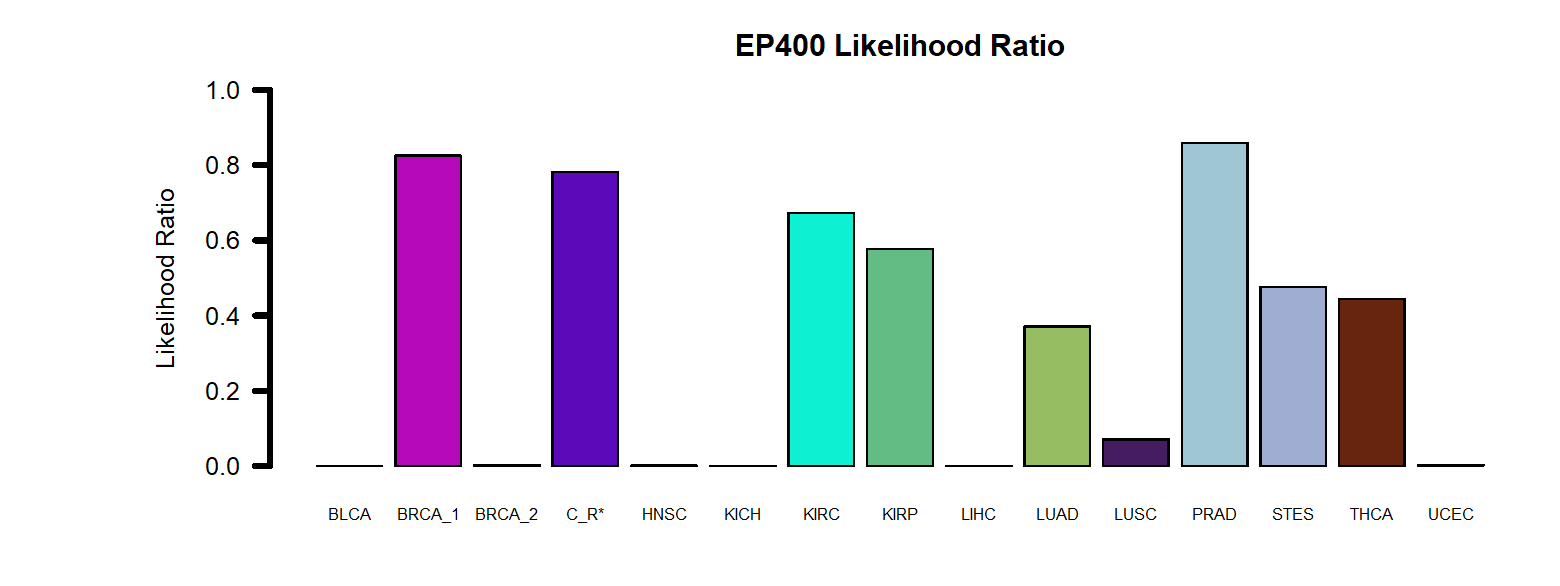 EP400 Likelihood Ratio
Likelihood Ratio
1.0
0.8
0.6
0.4
0.2
0.0
BLCA BRCA_1 BRCA_2 C_R* HNSC KICH KIRC KIRP LIHC LUAD LUSC PRAD STES THCA UCEC